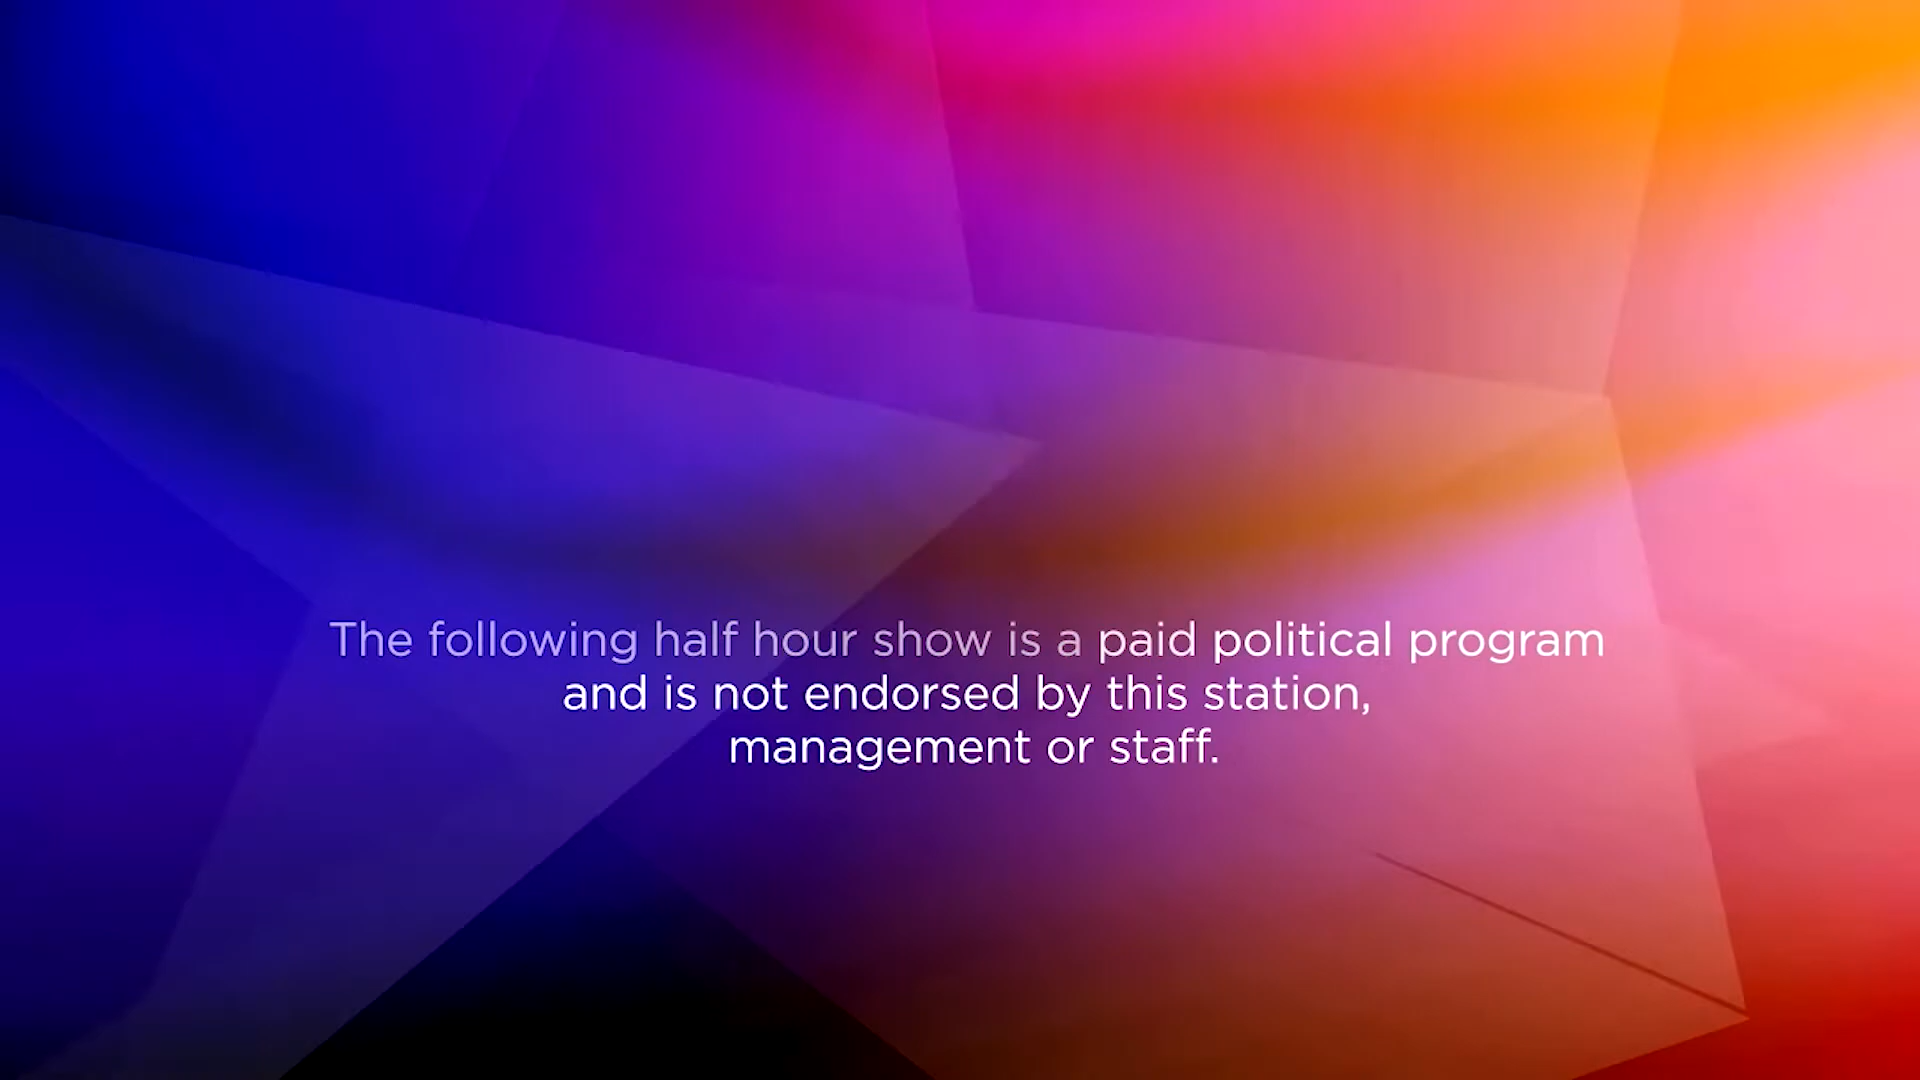 The following half hour show is a paid political program
and is not endorsed by this station,
management or staff.